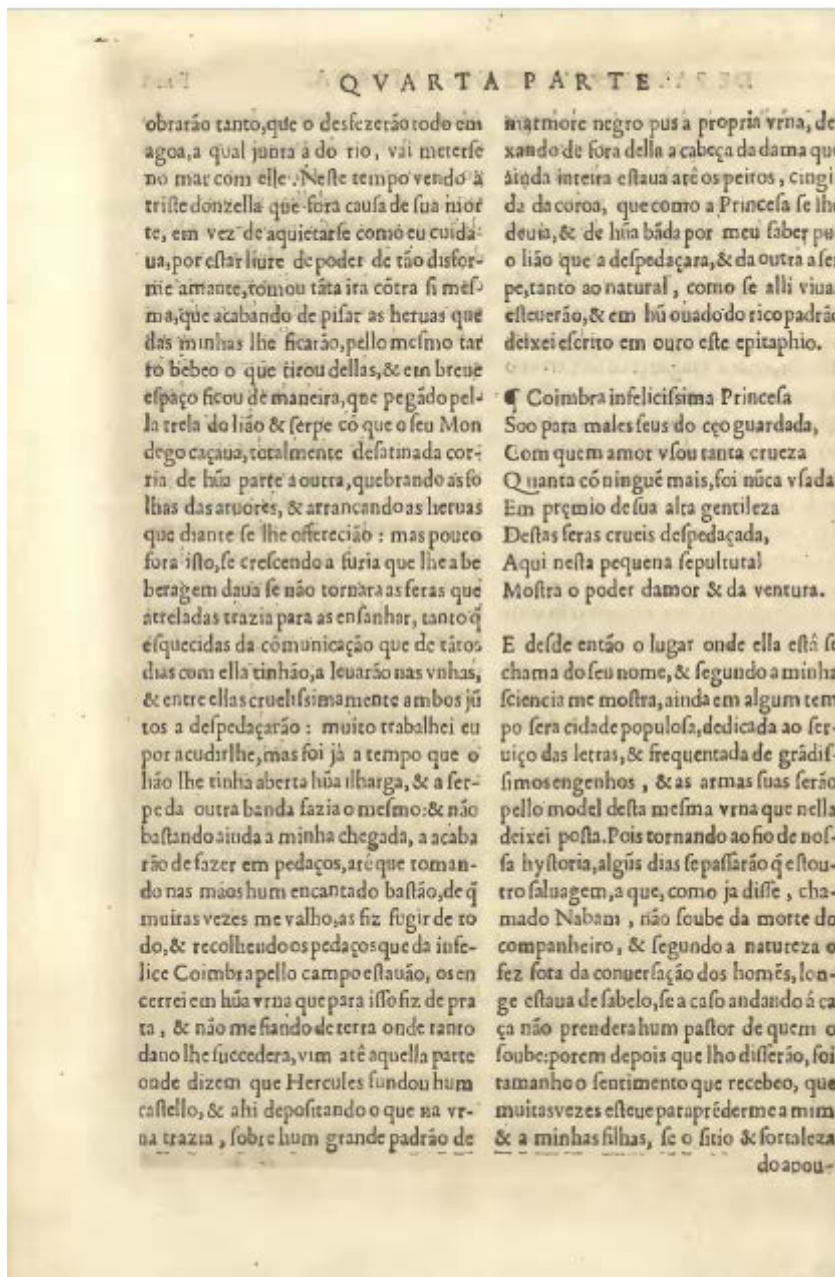 QVARTA PARTE.
obrarão tanto,que o desfezerão todo em
agoa,a qual junta á do rio, vai meterse
no mar com elle. Neste tempo vendo a
triste donzella que fora causa de sua mor
te, em vez de aquietarse como eu cuida-
ua,por estar liure de poder de tão disfor-
me amante,tomou tãta ira cõtra si mes-
ma,que acabando de pisar as heruas que
das minhas lhe ficarão,pello mesmo tar
ro bebeo o que tirou dellas,& em breue
espaço ficou de maneira,que pegãdo pel-
la trela do lião & serpe cõ que o seu Mon
dego caçaua,totalmente desatinada cor-
ria de hũa parte a outra,quebrando as fo
lhas das aruores, & arrancando as heruas
que diante se lhe offerecião : mas pouco
fora isto,se crescendo a furia que lhe a be
beragem daua se não tornàra as feras que
atreladas trazia para as ensanhar, tanto q̃
esquecidas da cõmunicação que de tãtos
dias com ella tinhão,a leuarão nas vnhas,
& entre ellas cruelissimamente ambos jũ
tos a despedaçarão : muito trabalhei eu
por acudirlhe,mas foi já a tempo que o
lião lhe tinha aberta hũa ilharga, & a ser-
pe da outra banda fazia o mesmo:& não
bastando ainda a minha chegada, a acaba
rão de fazer em pedaços,até que toman-
do nas mãos hum encantado bastão,de q̃
muitas vezes me valho,as fiz fugir de to
do,& recolhendo os pedaços que da infe-
lice Coimbra pello campo estauão, os en
cerrei em hũa vrna que para isso fiz de pra
ta, & não me fiando de terra onde tanto
dano lhe succedera,vim atê aquella parte
onde dizem que Hercules fundou hum
castello,& ahi depositando o que na vr-
na trazia, sobre hum grande padrão de
marmore negro pus a propria vrna, dei
xando de fora della a cabeça da dama que
ainda inteira estaua atè os peitos, cingi
da da coroa, que como a Princesa se lhe
deuia,& de hũa bãda por meu saber pus
o lião que a despedaçara,& da outra a ser
pe,tanto ao natural, como se alli viuas
esteuerão,& em hũ ouado do rico padrão
deixei escrito em ouro este epitaphio.
¶ Coimbra infelicissima Princesa
Soo para males seus do ceo guardada,
Com quem amor vsou tanta crueza
Quanta cõ ninguẽ mais,foi nũca vsada
Em premio de sua alta gentileza
Destas feras crueis despedaçada,
Aqui nesta pequena sepultura
Mostra o poder damor & da ventura.
E desde então o lugar onde ella està se
chama do seu nome,& segundo a minha
sciencia me mostra,ainda em algum tem
po sera cidade populosa,dedicada ao ser-
uiço das letras,& frequentada de grãdis-
simos engenhos, & as armas suas serão
pello model desta mesma vrna que nella
deixei posta.Pois tornando ao fio de nos-
sa hystoria,algũs dias se passarão q̃ estou-
tro saluagem,a que, como ja disse, cha-
mado Nabam, não soube da morte do
companheiro, & segundo a natureza o
fez fora da conuersação dos homẽs,lon-
ge estaua de sabelo,se a caso andando á ca
ça não prendera hum pastor de quem o
soube:porem depois que lho disserão, foi
tamanho o sentimento que recebeo, que
muitas vezes esteue para prẽderme a mim
& a minhas filhas, se o sitio & fortaleza
do apou-